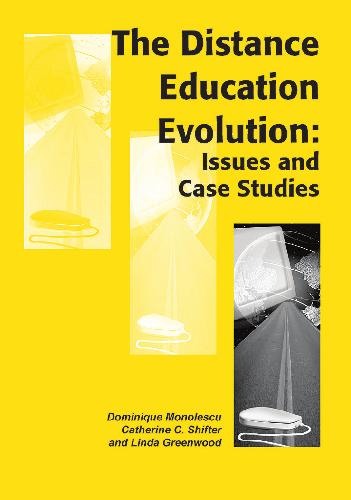 The Distance
Education
Evolution:
Issues and
Case Studies
Dominique Monolescu
Catherine C. Shifter
and Linda Greenwood